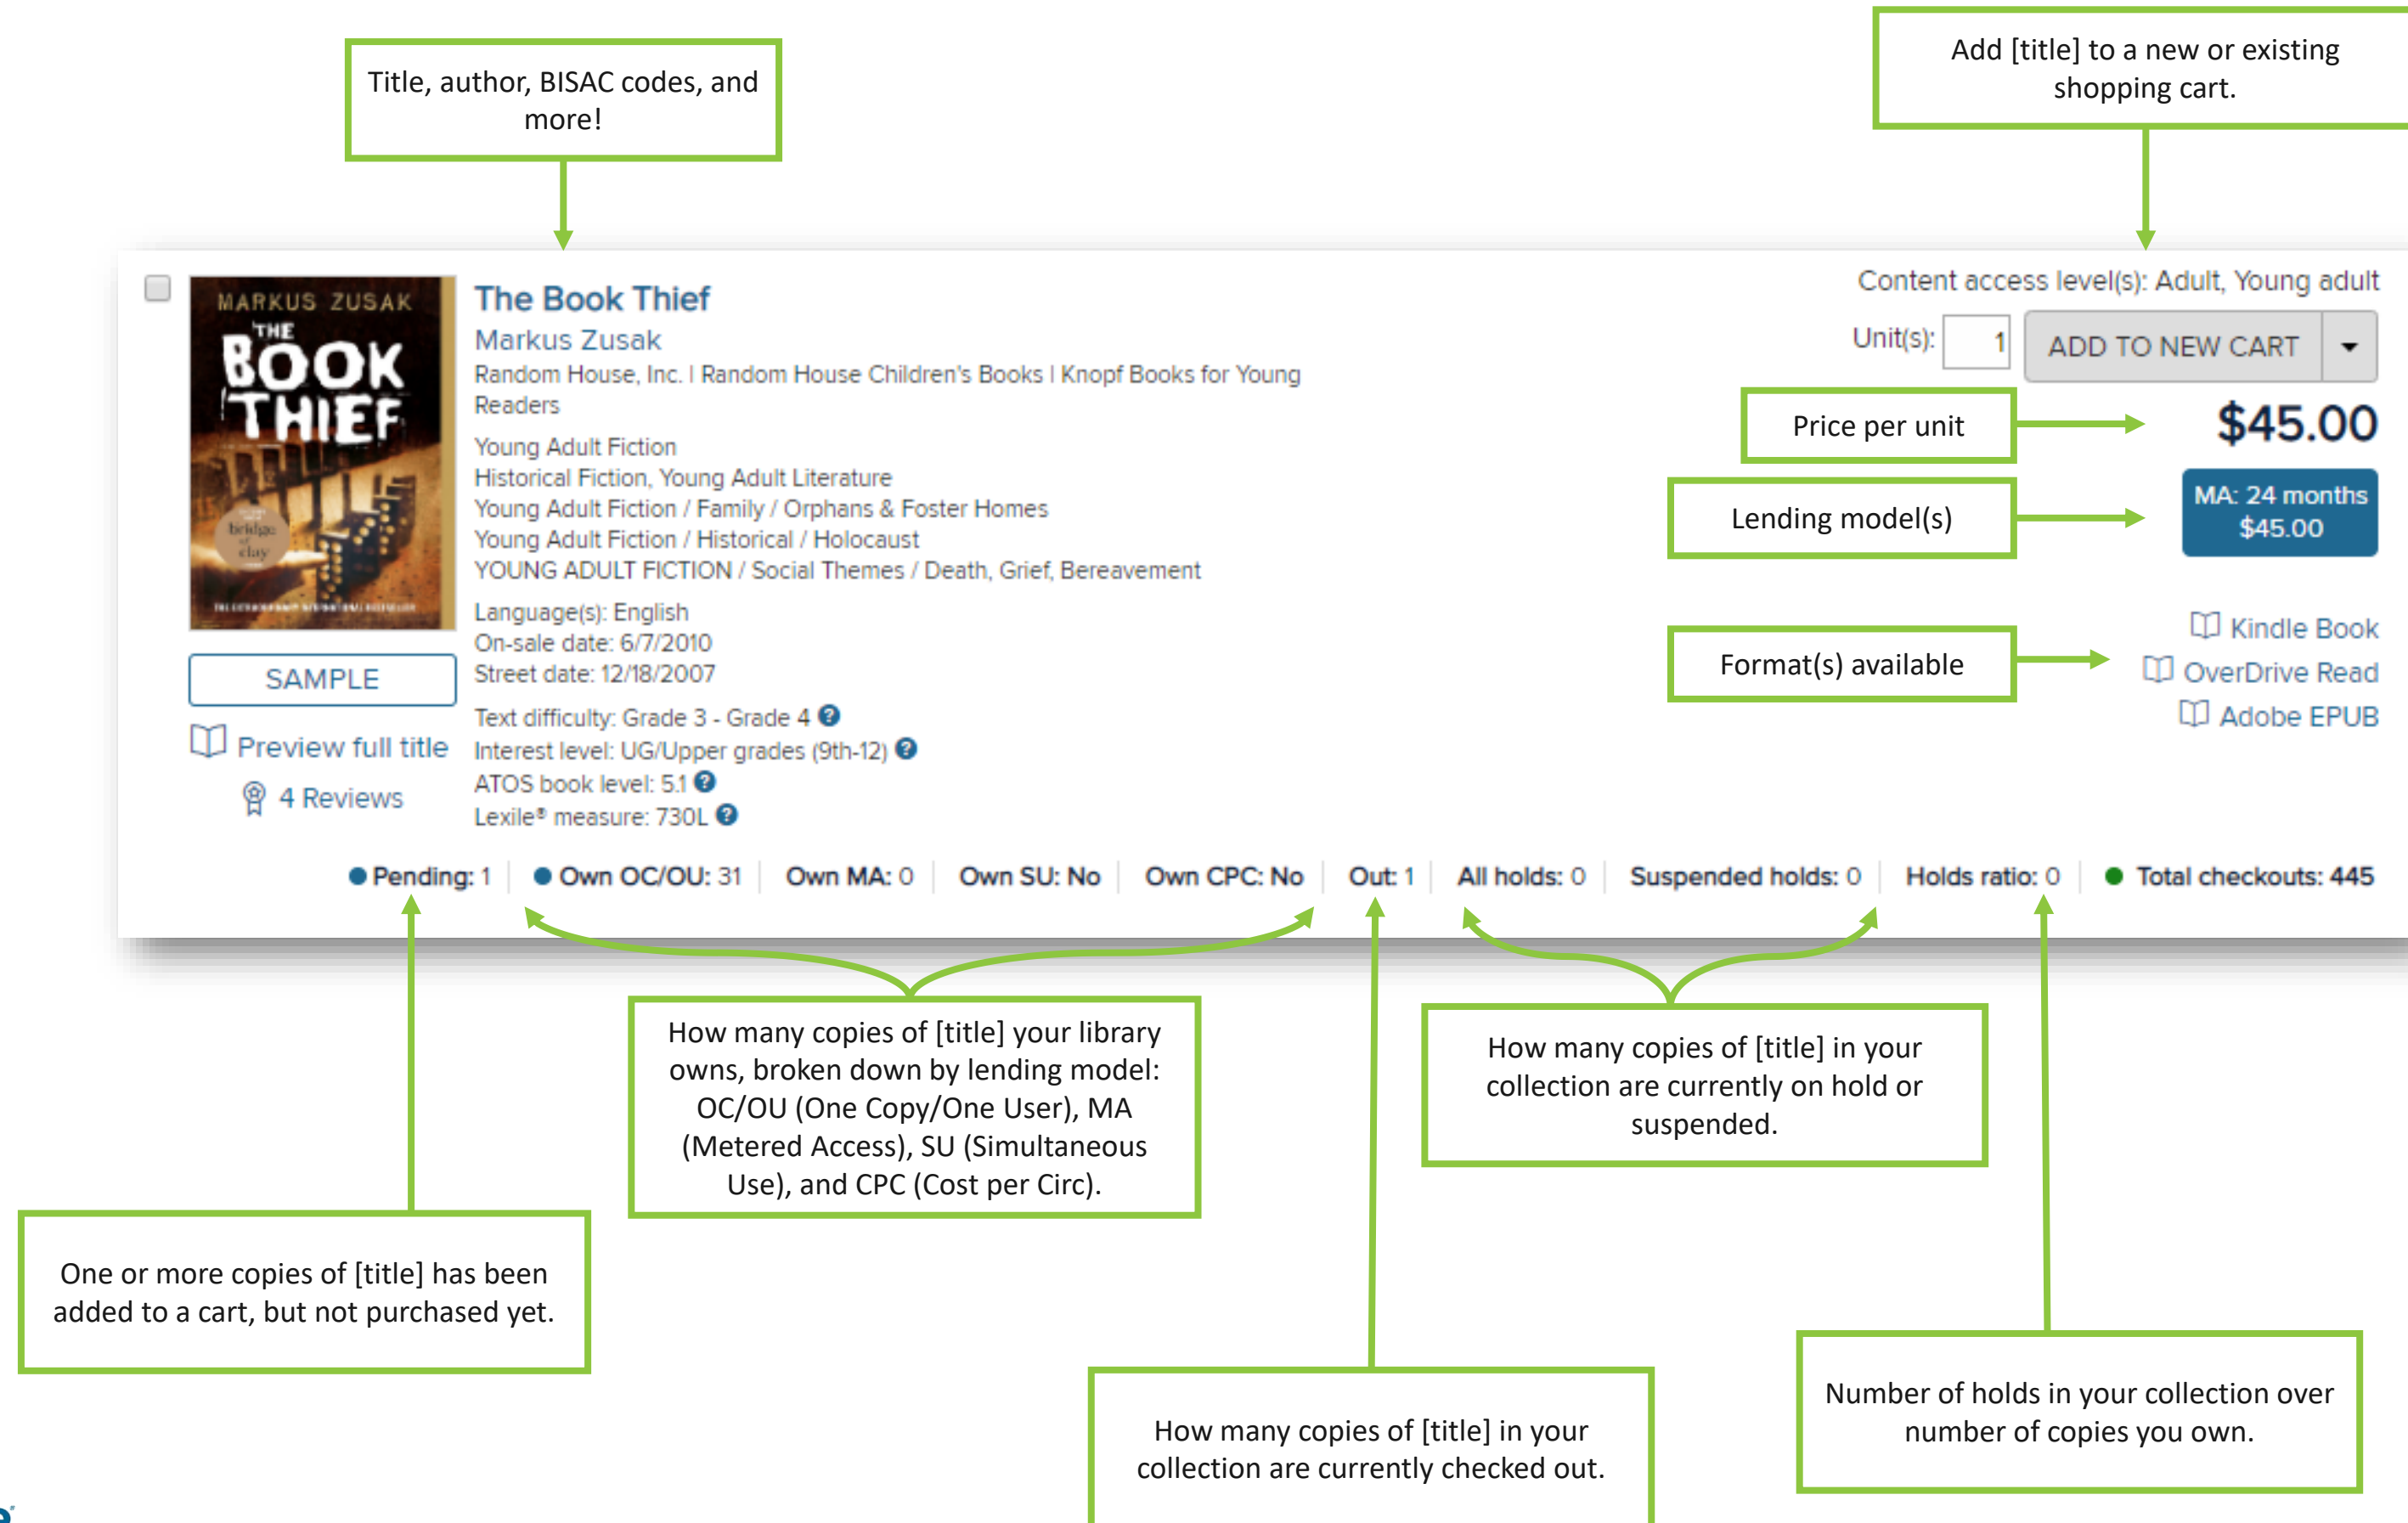 Title, author, BISAC codes, and
more!
Add [title] to a new or existing
shopping cart.
MARKUS ZUSAK
THE
BOOK
THIEF
bridge
of
clay
THE EXTRAORDINARY INTERNATIONAL BESTSELLER
SAMPLE
Preview full title
4 Reviews
The Book Thief
Markus Zusak
Random House, Inc. | Random House Children's Books | Knopf Books for Young
Readers
Young Adult Fiction
Historical Fiction, Young Adult Literature
Young Adult Fiction / Family / Orphans & Foster Homes
Young Adult Fiction / Historical / Holocaust
YOUNG ADULT FICTION / Social Themes / Death, Grief, Bereavement
Language(s): English
On-sale date: 6/7/2010
Street date: 12/18/2007
Text difficulty: Grade 3 - Grade 4 ?
Interest level: UG/Upper grades (9th-12) ?
ATOS book level: 5.1 ?
Lexile® measure: 730L ?
Content access level(s): Adult, Young adult
Unit(s): 1 ADD TO NEW CART
Price per unit
$45.00
Lending model(s)
MA: 24 months
$45.00
Format(s) available
Kindle Book
OverDrive Read
Adobe EPUB
Pending: 1 Own OC/OU: 31 Own MA: 0 Own SU: No Own CPC: No Out: 1 All holds: 0 Suspended holds: 0 Holds ratio: 0 Total checkouts: 445
How many copies of [title] your library
owns, broken down by lending model:
OC/OU (One Copy/One User), MA
(Metered Access), SU (Simultaneous
Use), and CPC (Cost per Circ).
How many copies of [title] in your
collection are currently on hold or
suspended.
One or more copies of [title] has been
added to a cart, but not purchased yet.
How many copies of [title] in your
collection are currently checked out.
Number of holds in your collection over
number of copies you own.